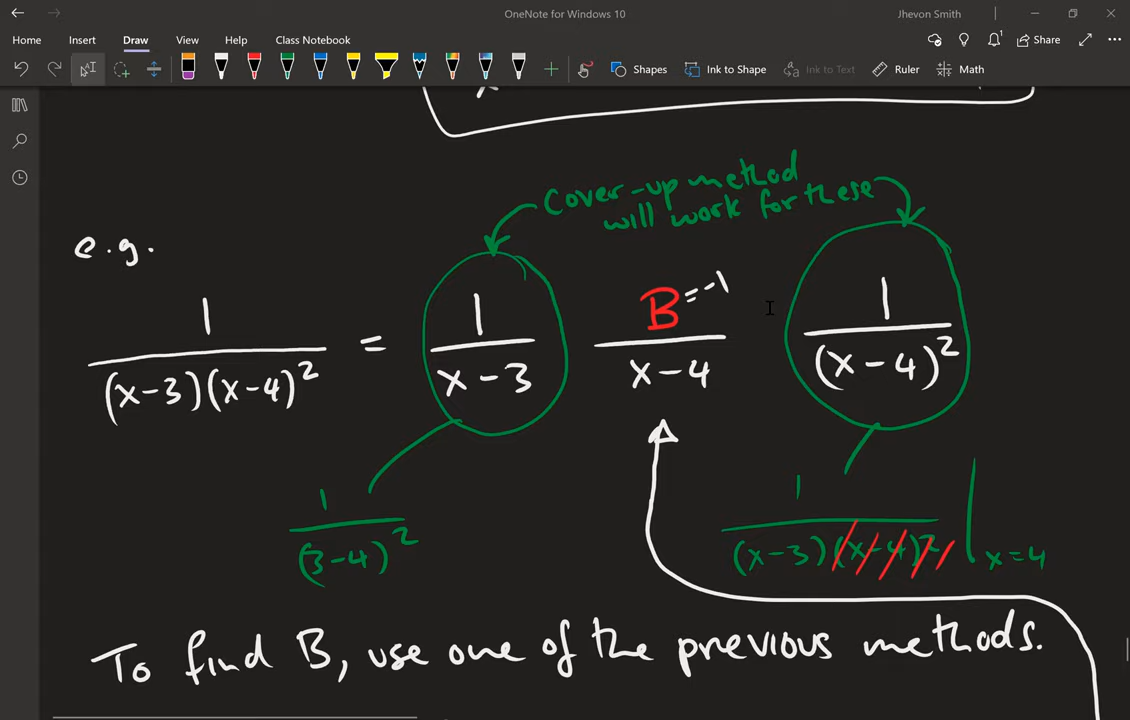 OneNote for Windows 10
Jhevon Smith
Home Insert Draw View Help Class Notebook
Share
Shapes Ink to Shape Ink to Text Ruler Math
Cover-up method
will work for these
e.g.
1/((x-3)(x-4)²) = 1/(x-3) B=-1/(x-4) 1/(x-4)²
1/(3-4)²
1/((x-3)(x-4)²) | x=4
To find B, use one of the previous methods.